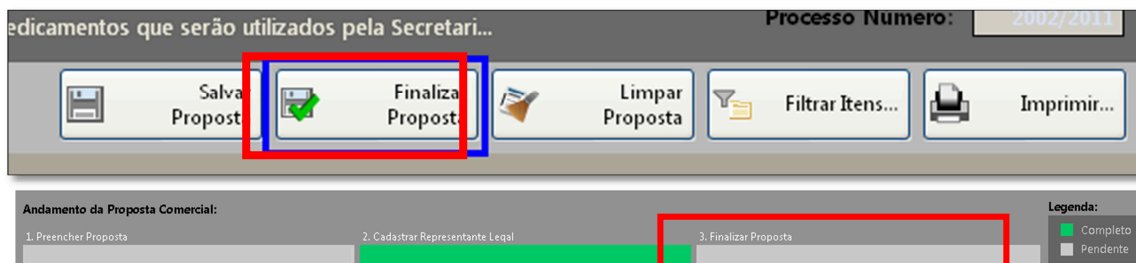 edicamentos que serão utilizados pela Secretari...
Processo Número: 2002/2011
Salva
Propost
Finaliza
Proposta
Limpar
Proposta
Filtrar Itens...
Imprimir...
Andamento da Proposta Comercial:
Legenda:
1. Preencher Proposta
2. Cadastrar Representante Legal
3. Finalizar Proposta
Completo
Pendente